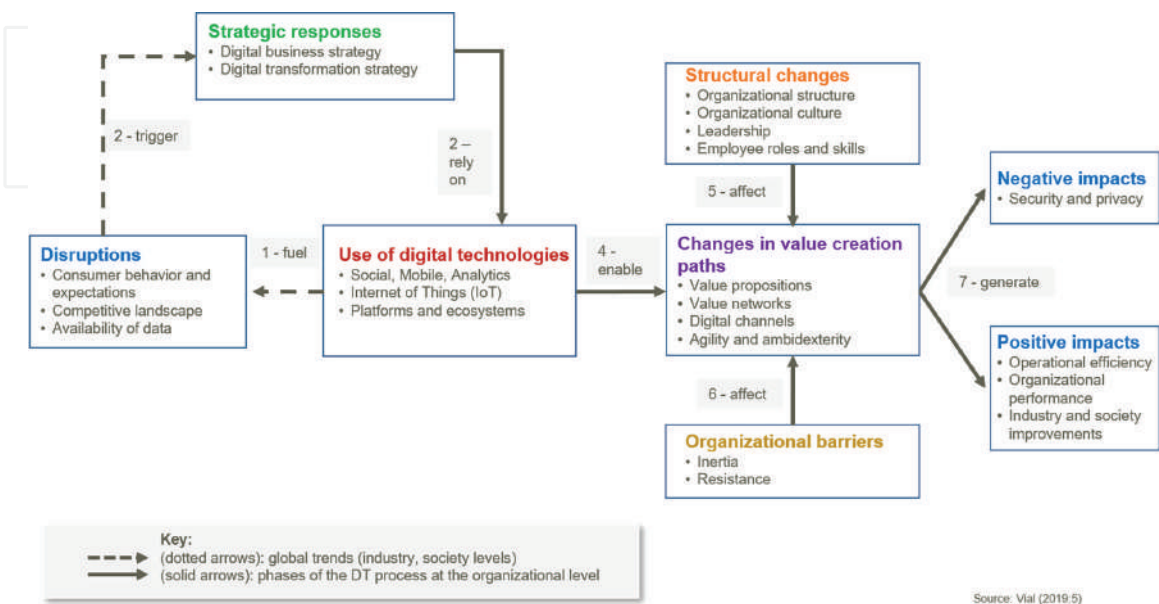 Strategic responses
• Digital business strategy
• Digital transformation strategy
Structural changes
• Organizational structure
• Organizational culture
• Leadership
• Employee roles and skills
2 - trigger
2 –
rely
on
5 - affect
Negative impacts
• Security and privacy
Disruptions
• Consumer behavior and
expectations
• Competitive landscape
• Availability of data
1 - fuel
Use of digital technologies
• Social, Mobile, Analytics
• Internet of Things (IoT)
• Platforms and ecosystems
4 -
enable
Changes in value creation
paths
• Value propositions
• Value networks
• Digital channels
• Agility and ambidexterity
7 - generate
Positive impacts
• Operational efficiency
• Organizational
performance
• Industry and society
improvements
6 - affect
Organizational barriers
• Inertia
• Resistance
Key:
(dotted arrows): global trends (industry, society levels)
(solid arrows): phases of the DT process at the organizational level
Source: Vial (2019:5)